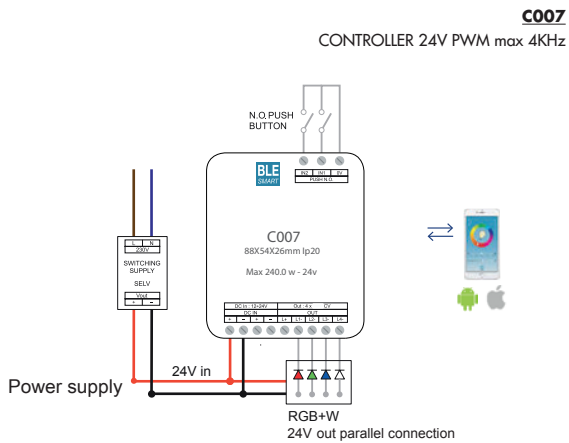 C007
CONTROLLER 24V PWM max 4KHz
N.O. PUSH
BUTTON
BLE
SMART
IN2 IN1 0V
PUSH N.O.
C007
88X54X26mm Ip20
Max 240.0 w - 24v
L N
230V
SWITCHING
SUPPLY
SELV
Vout
+ -
DC In : 12÷24V Out : 4 x CV
DC IN OUT
+ - + - L+ L1- L2- L3- L4-
24V in
Power supply
RGB+W
24V out parallel connection